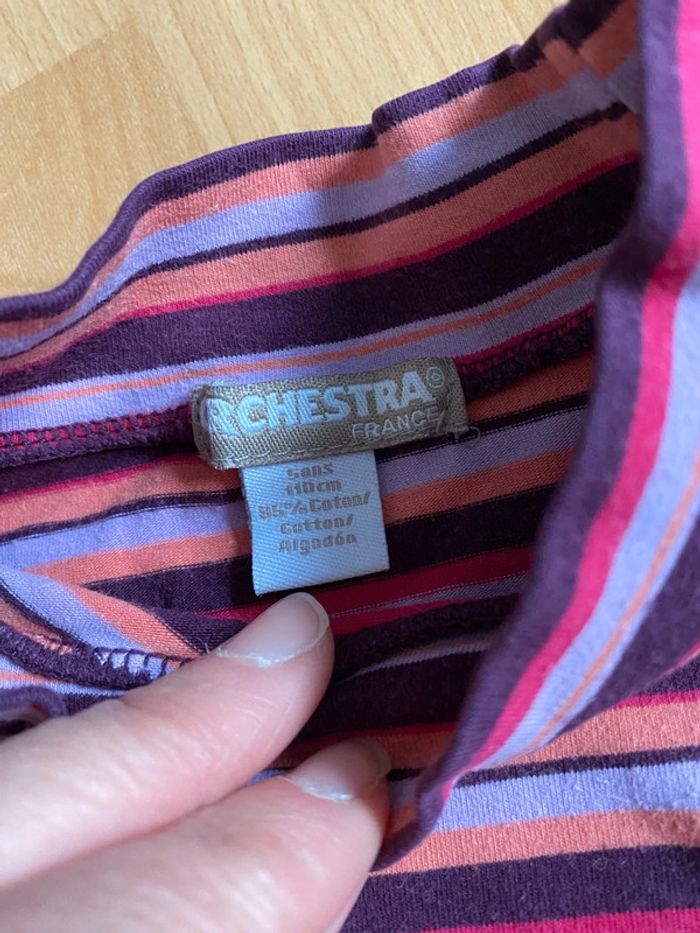 RCHESTRA®
FRANCE
5ans
110cm
95%Coton/
Cotton/
Algodón